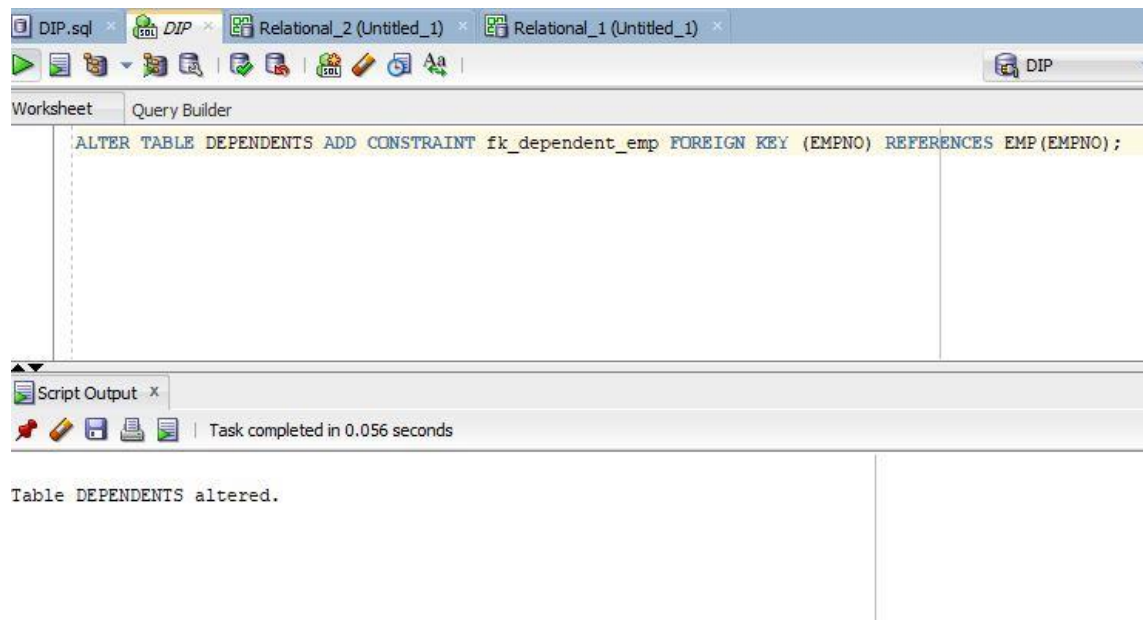 DIP.sql DIP Relational_2 (Untitled_1) Relational_1 (Untitled_1)
DIP
Worksheet Query Builder
ALTER TABLE DEPENDENTS ADD CONSTRAINT fk_dependent_emp FOREIGN KEY (EMPNO) REFERENCES EMP(EMPNO);
Script Output
Task completed in 0.056 seconds
Table DEPENDENTS altered.